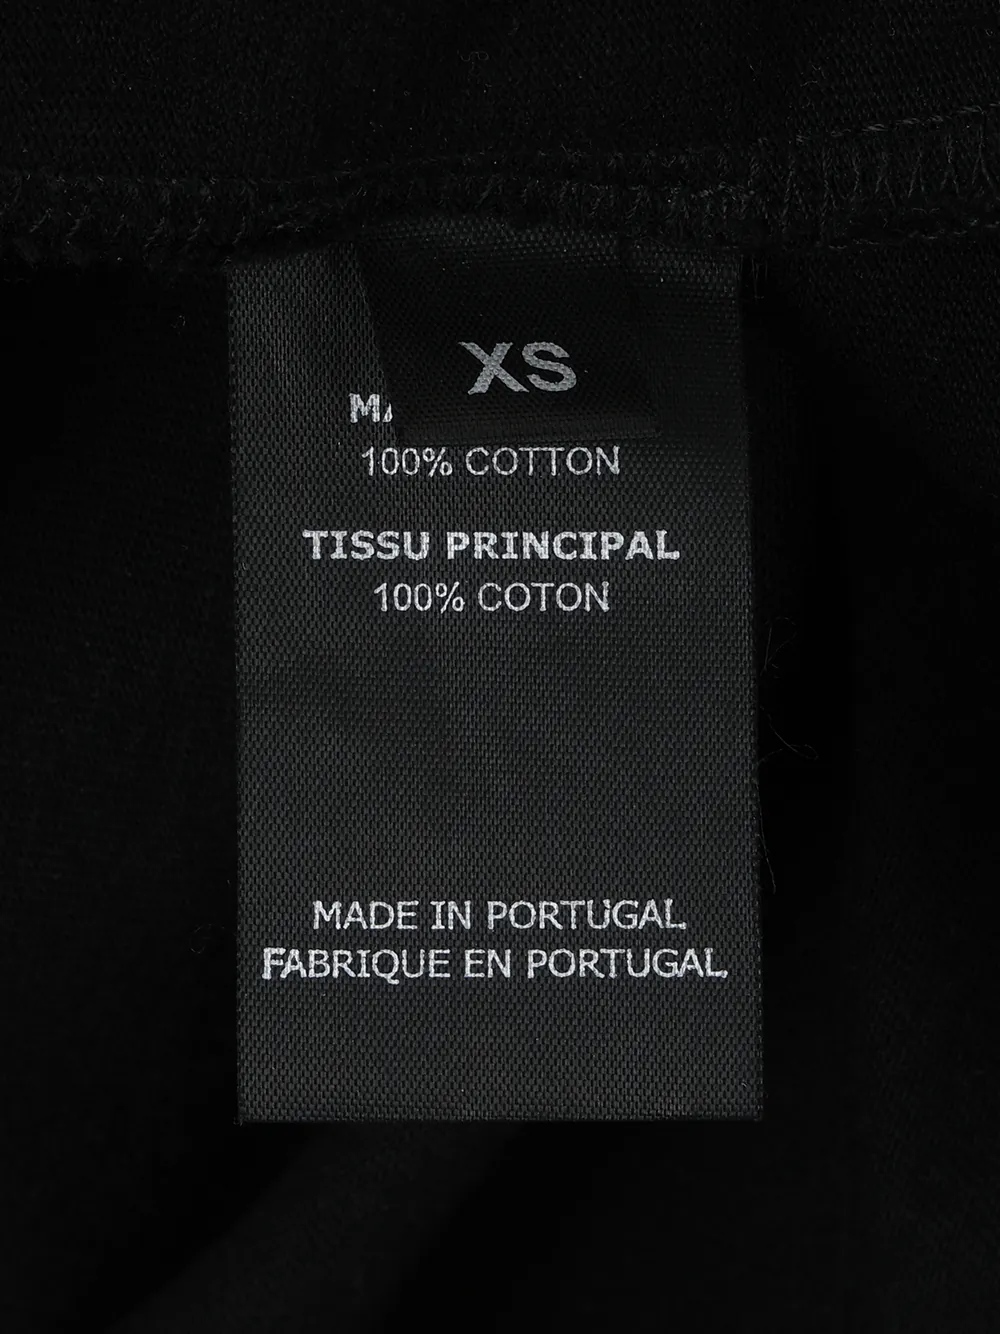 XS
100% COTTON
TISSU PRINCIPAL
100% COTON
MADE IN PORTUGAL
FABRIQUE EN PORTUGAL